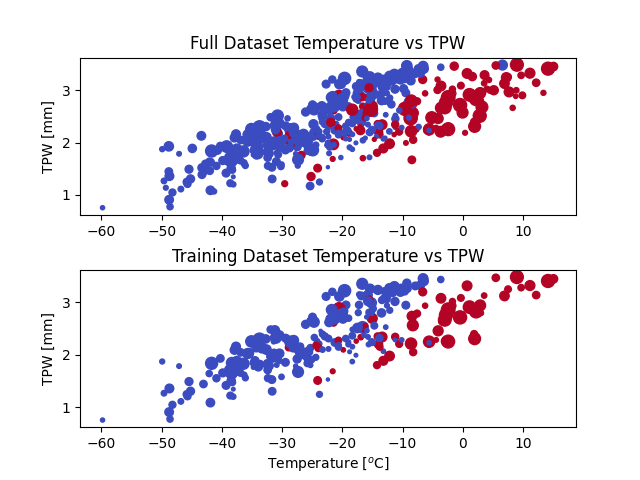 Full Dataset Temperature vs TPW
TPW [mm]
3
2
1
−60 −50 −40 −30 −20 −10 0 10
Training Dataset Temperature vs TPW
TPW [mm]
3
2
1
−60 −50 −40 −30 −20 −10 0 10
Temperature [°C]